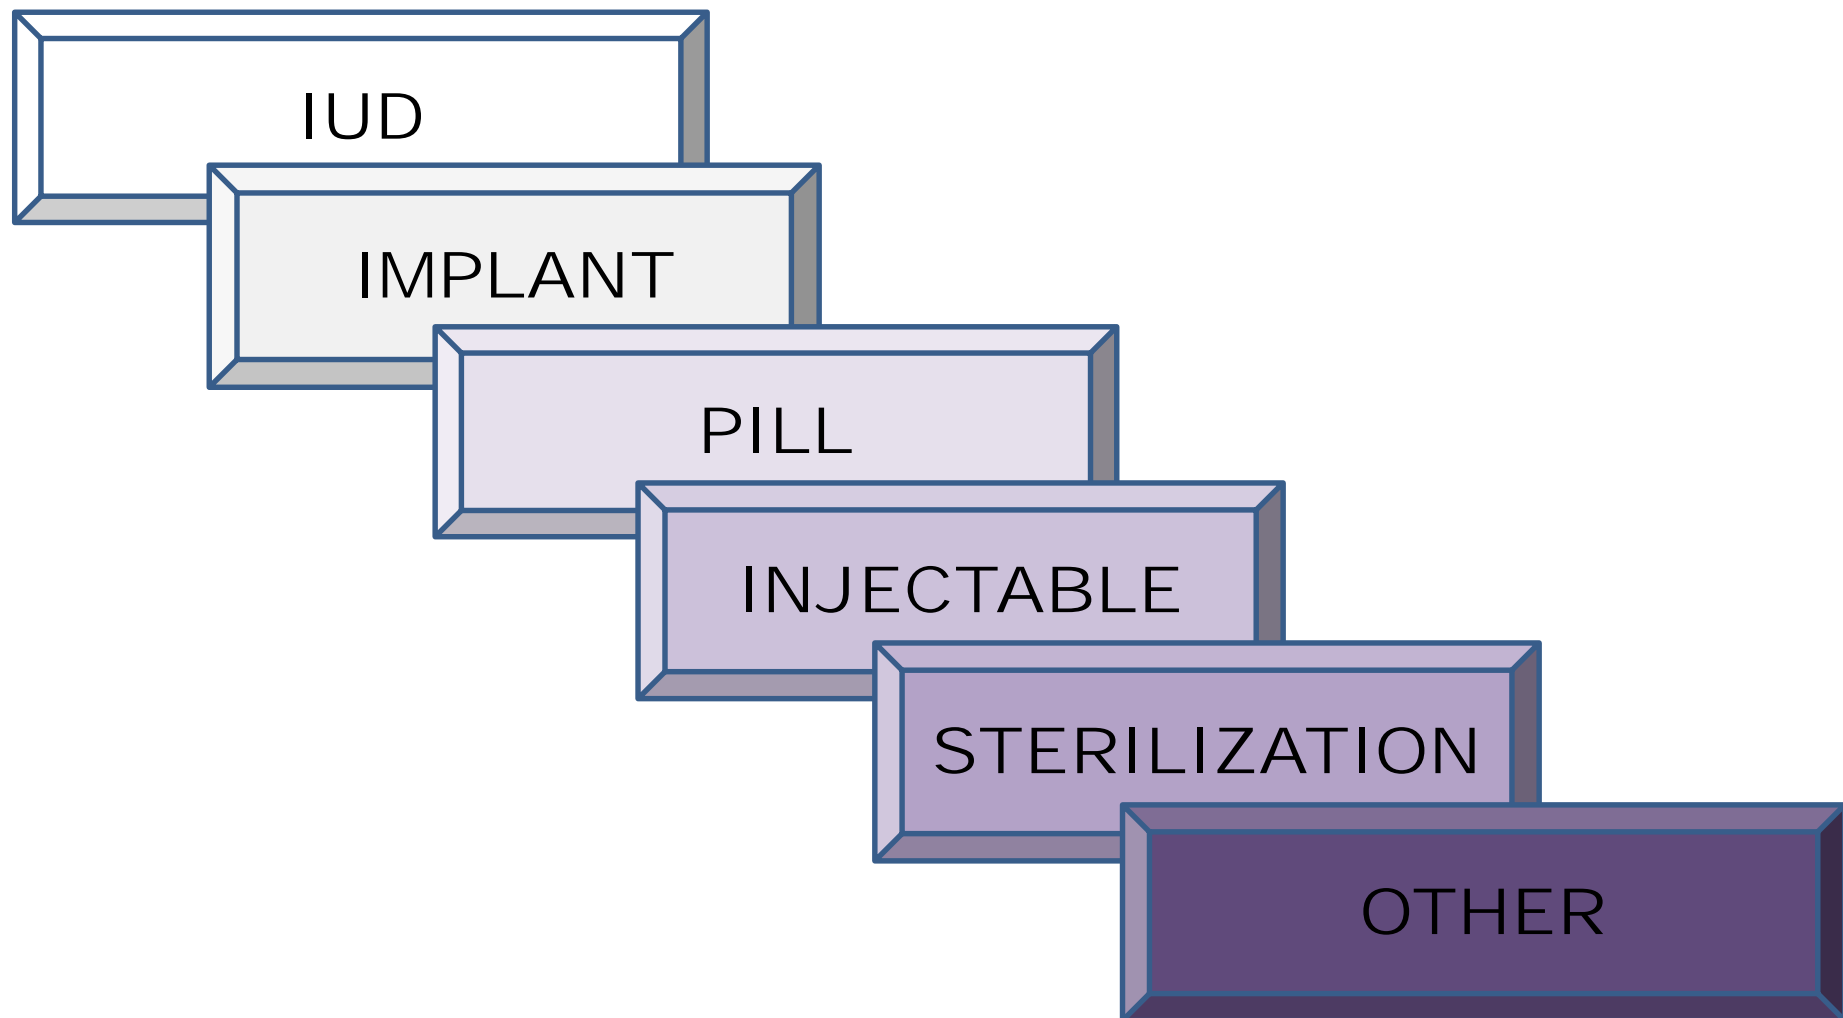 IUD
IMPLANT
PILL
INJECTABLE
STERILIZATION
OTHER